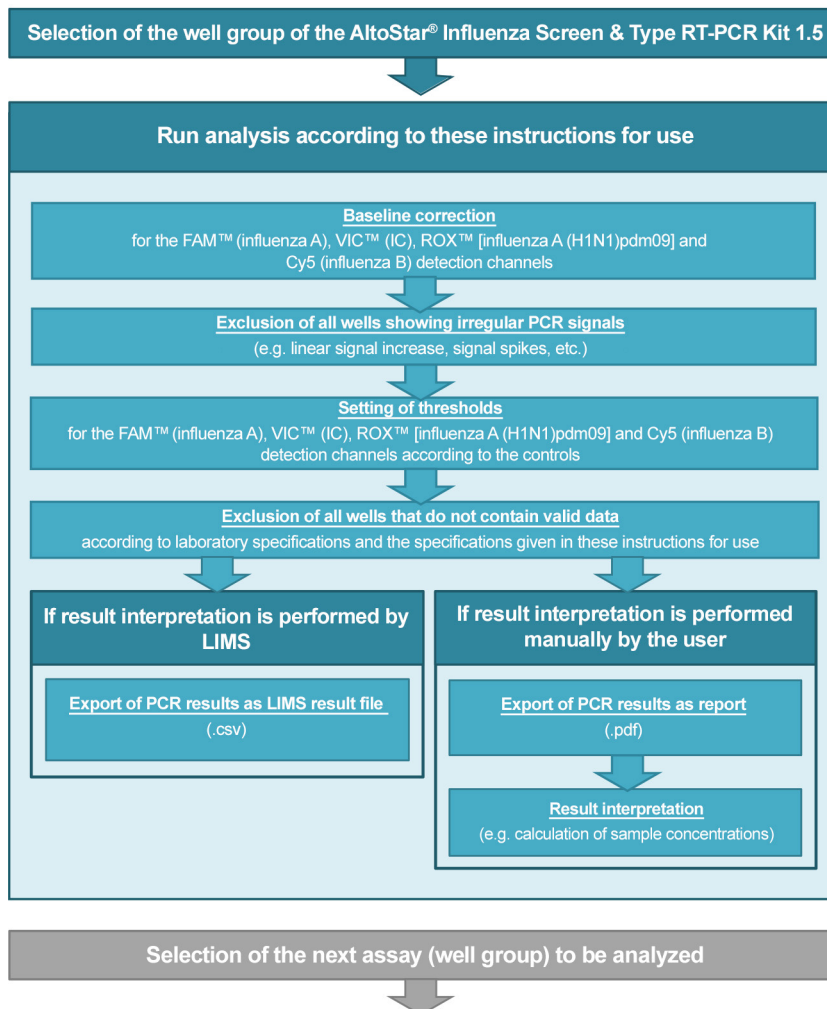 Selection of the well group of the AltoStar® Influenza Screen & Type RT-PCR Kit 1.5
Run analysis according to these instructions for use
Baseline correction
for the FAM™ (influenza A), VIC™ (IC), ROX™ [influenza A (H1N1)pdm09] and
Cy5 (influenza B) detection channels
Exclusion of all wells showing irregular PCR signals
(e.g. linear signal increase, signal spikes, etc.)
Setting of thresholds
for the FAM™ (influenza A), VIC™ (IC), ROX™ [influenza A (H1N1)pdm09] and Cy5 (influenza B)
detection channels according to the controls
Exclusion of all wells that do not contain valid data
according to laboratory specifications and the specifications given in these instructions for use
If result interpretation is performed by
LIMS
Export of PCR results as LIMS result file
(.csv)
If result interpretation is performed
manually by the user
Export of PCR results as report
(.pdf)
Result interpretation
(e.g. calculation of sample concentrations)
Selection of the next assay (well group) to be analyzed